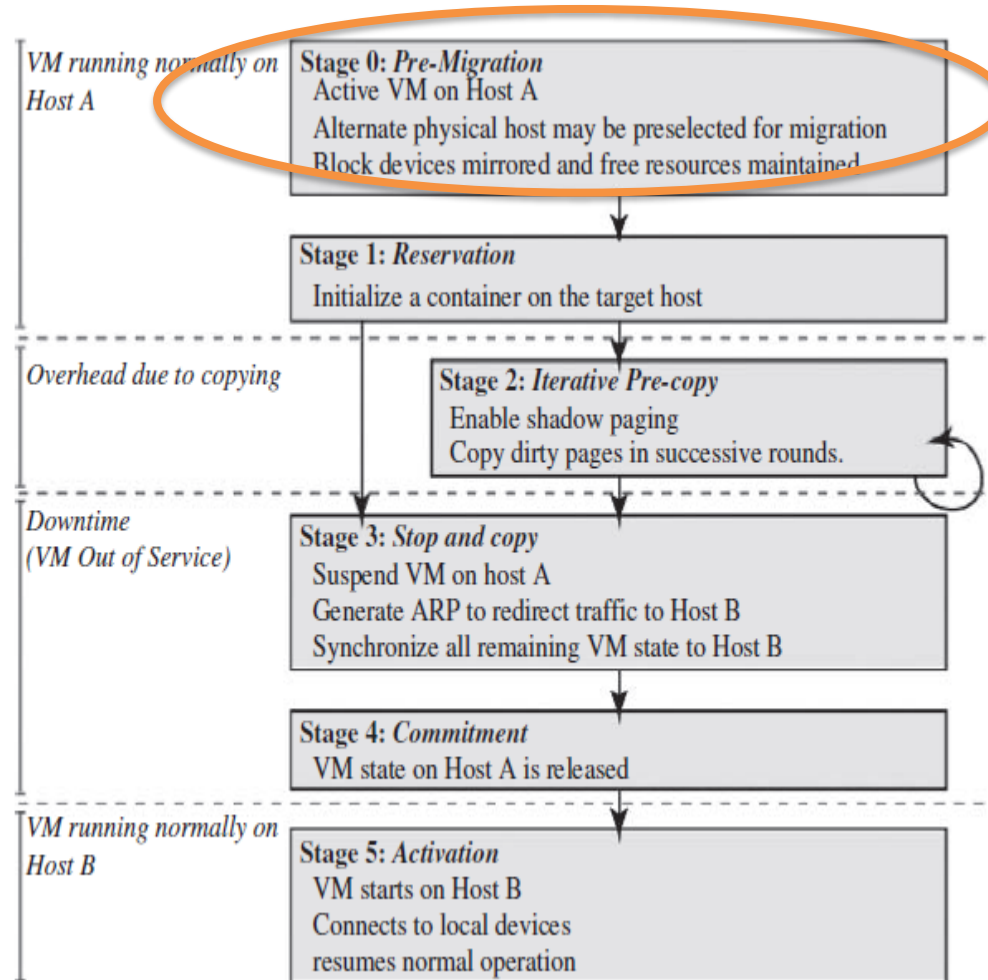 VM running normally on
Host A
Stage 0: Pre-Migration
Active VM on Host A
Alternate physical host may be preselected for migration
Block devices mirrored and free resources maintained
Stage 1: Reservation
Initialize a container on the target host
Overhead due to copying
Stage 2: Iterative Pre-copy
Enable shadow paging
Copy dirty pages in successive rounds.
Downtime
(VM Out of Service)
Stage 3: Stop and copy
Suspend VM on host A
Generate ARP to redirect traffic to Host B
Synchronize all remaining VM state to Host B
Stage 4: Commitment
VM state on Host A is released
VM running normally on
Host B
Stage 5: Activation
VM starts on Host B
Connects to local devices
resumes normal operation